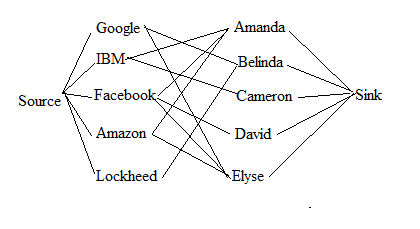 Google
Amanda
IBM
Belinda
Source
Facebook
Cameron
Sink
Amazon
David
Lockheed
Elyse